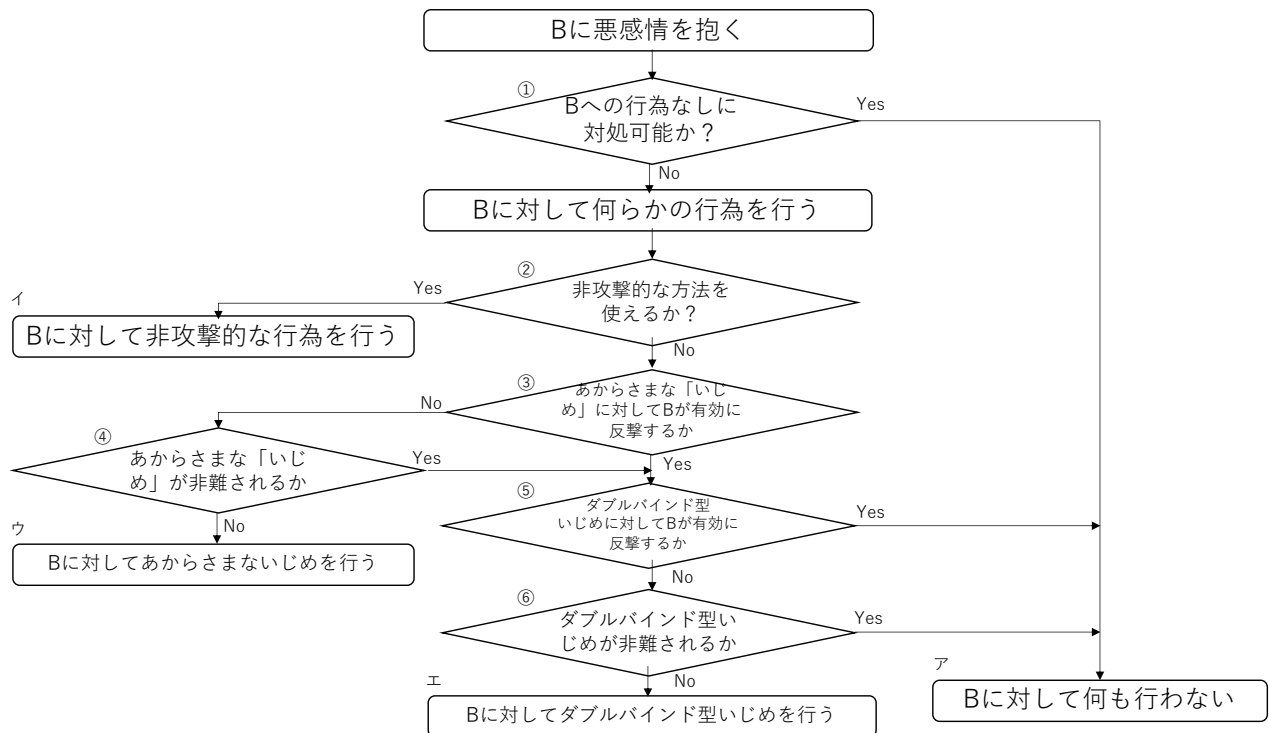 Bに悪感情を抱く
①
Bへの行為なしに
対処可能か？
Yes
No
Bに対して何らかの行為を行う
②
非攻撃的な方法を
使えるか？
Yes
イ
Bに対して非攻撃的な行為を行う
No
③
あからさまな「いじ
め」に対してBが有効に
反撃するか
No
④
あからさまな「いじ
め」が非難されるか
Yes
Yes
No
ウ
Bに対してあからさまないじめを行う
⑤
ダブルバインド型
いじめに対してBが有効に
反撃するか
Yes
No
⑥
ダブルバインド型い
じめが非難されるか
Yes
No
エ
Bに対してダブルバインド型いじめを行う
ア
Bに対して何も行わない